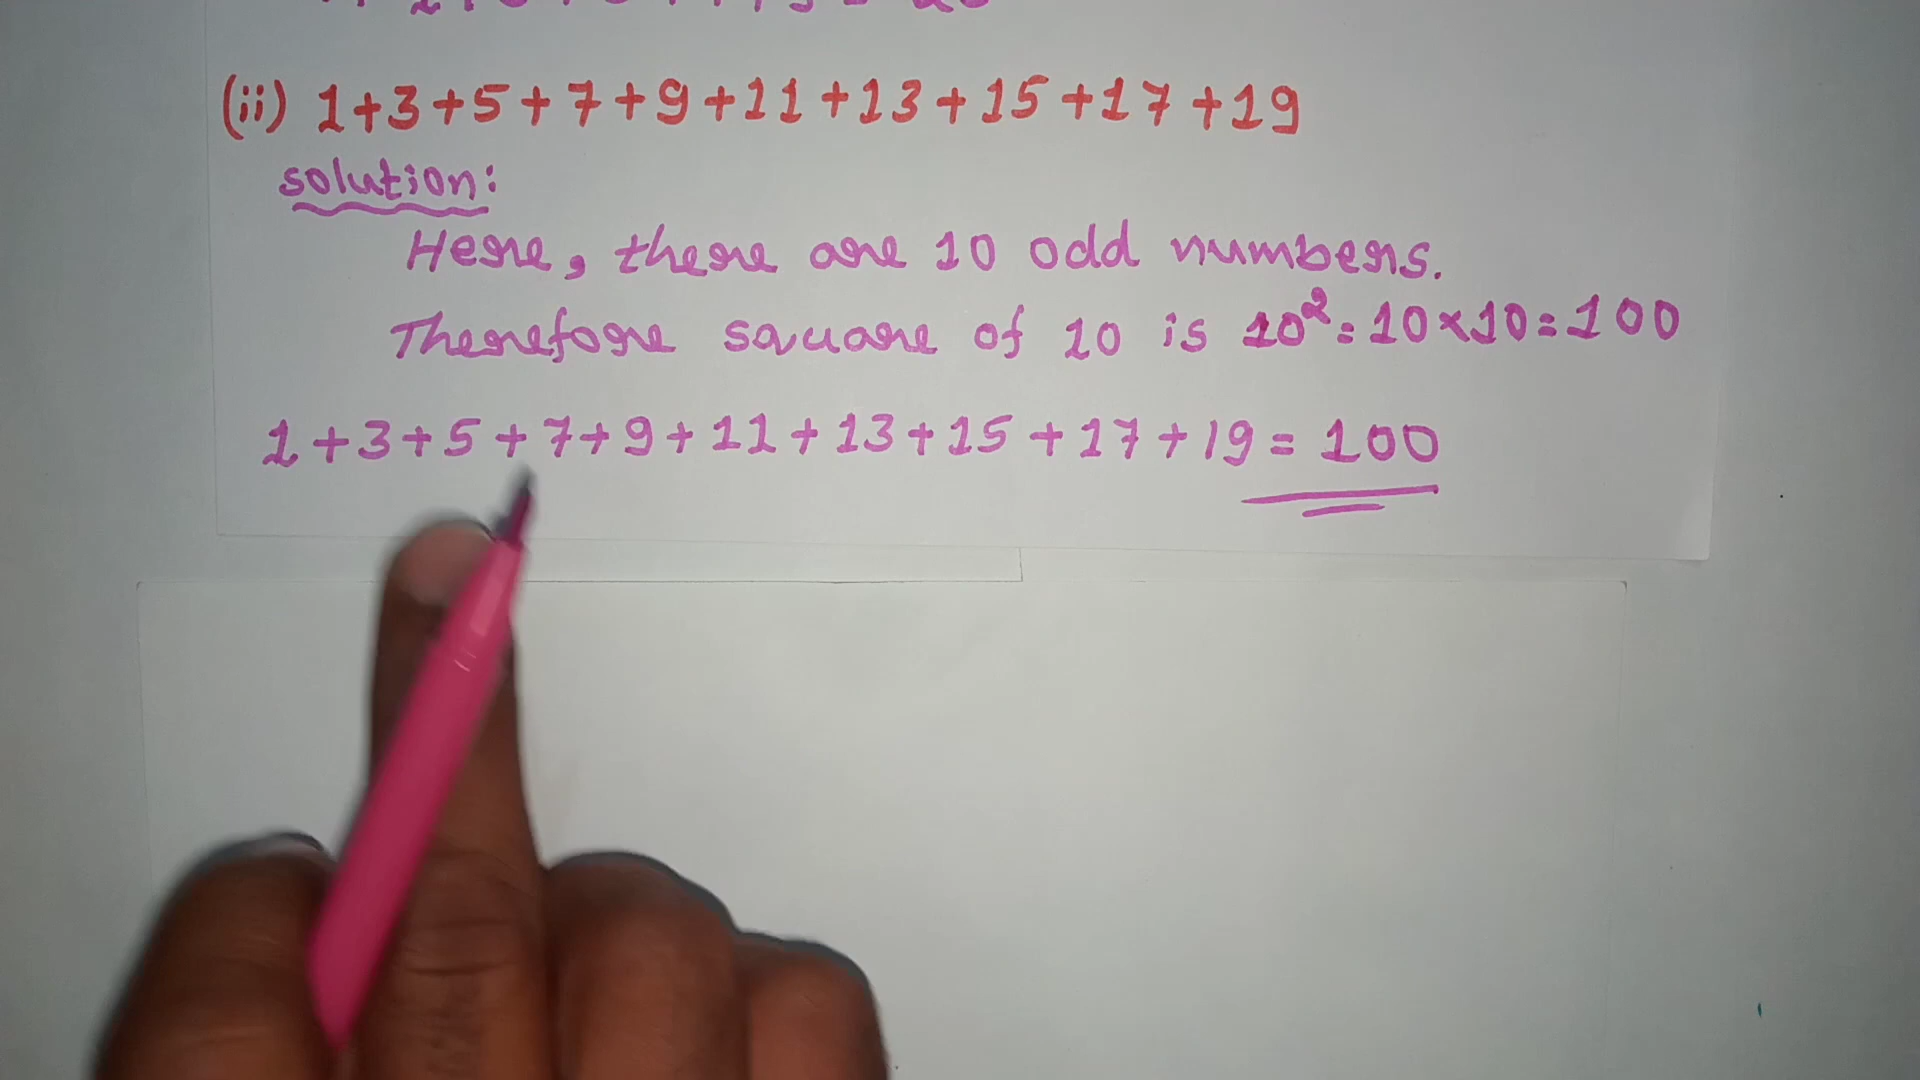 (ii) 1+3+5+7+9+11+13+15+17+19
solution:
Here, there are 10 odd numbers.
Therefore square of 10 is 10²=10×10=100
1+3+5+7+9+11+13+15+17+19=100